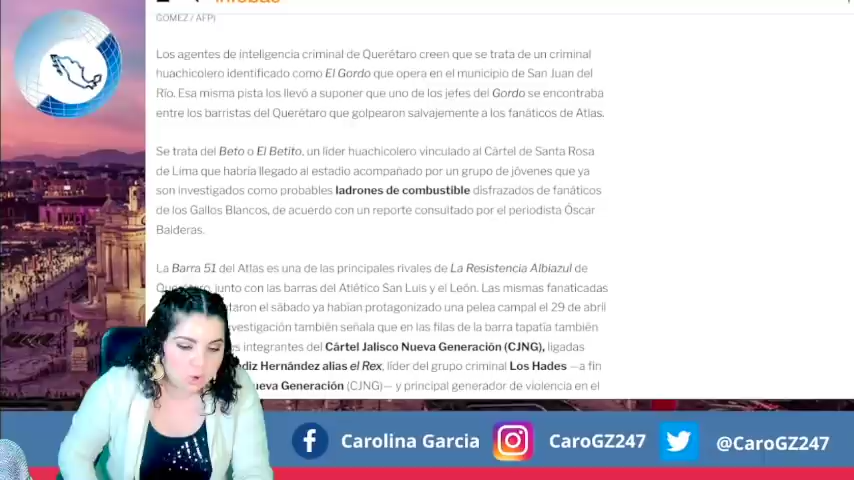 infobae
GOMEZ / AFP)
Los agentes de inteligencia criminal de Querétaro creen que se trata de un criminal
huachicolero identificado como El Gordo que opera en el municipio de San Juan del
Río. Esa misma pista los llevó a suponer que uno de los jefes del Gordo se encontraba
entre los barristas del Querétaro que golpearon salvajemente a los fanáticos de Atlas.
Se trata del Beto o El Betito, un líder huachicolero vinculado al Cártel de Santa Rosa
de Lima que habría llegado al estadio acompañado por un grupo de jóvenes que ya
son investigados como probables ladrones de combustible disfrazados de fanáticos
de los Gallos Blancos, de acuerdo con un reporte consultado por el periodista Óscar
Balderas.
La Barra 51 del Atlas es una de las principales rivales de La Resistencia Albiazul de
Querétaro, junto con las barras del Atlético San Luis y el León. Las mismas fanaticadas
taron el sábado ya habían protagonizado una pelea campal el 29 de abril
vestigación también señala que en las filas de la barra tapatía también
s integrantes del Cártel Jalisco Nueva Generación (CJNG), ligadas
diz Hernández alias el Rex, líder del grupo criminal Los Hades —a fin
ueva Generación (CJNG)— y principal generador de violencia en el
Carolina Garcia
CaroGZ247
@CaroGZ247